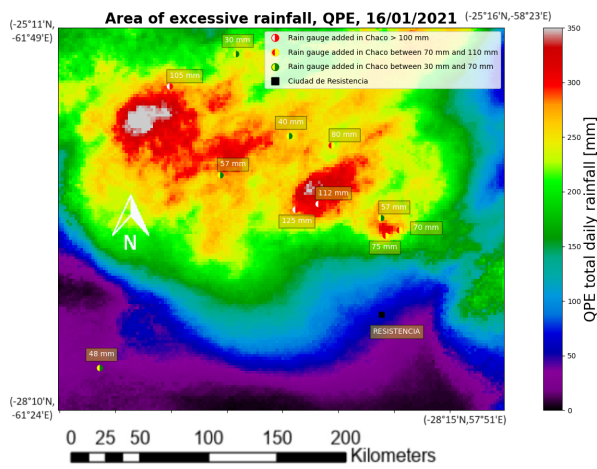 Area of excessive rainfall, QPE, 16/01/2021
(-25°16'N,-58°23'E)
(-25°11'N,
-61°49'E)
Rain gauge added in Chaco > 100 mm
Rain gauge added in Chaco between 70 mm and 110 mm
Rain gauge added in Chaco between 30 mm and 70 mm
Ciudad de Resistencia
30 mm
105 mm
40 mm
80 mm
57 mm
112 mm
125 mm
57 mm
70 mm
75 mm
N
RESISTENCIA
48 mm
350
300
250
200
150
100
50
0
QPE total daily rainfall [mm]
(-28°10'N,
-61°24'E)
(-28°15'N,57°51'E)
0 25 50 100 150 200
Kilometers